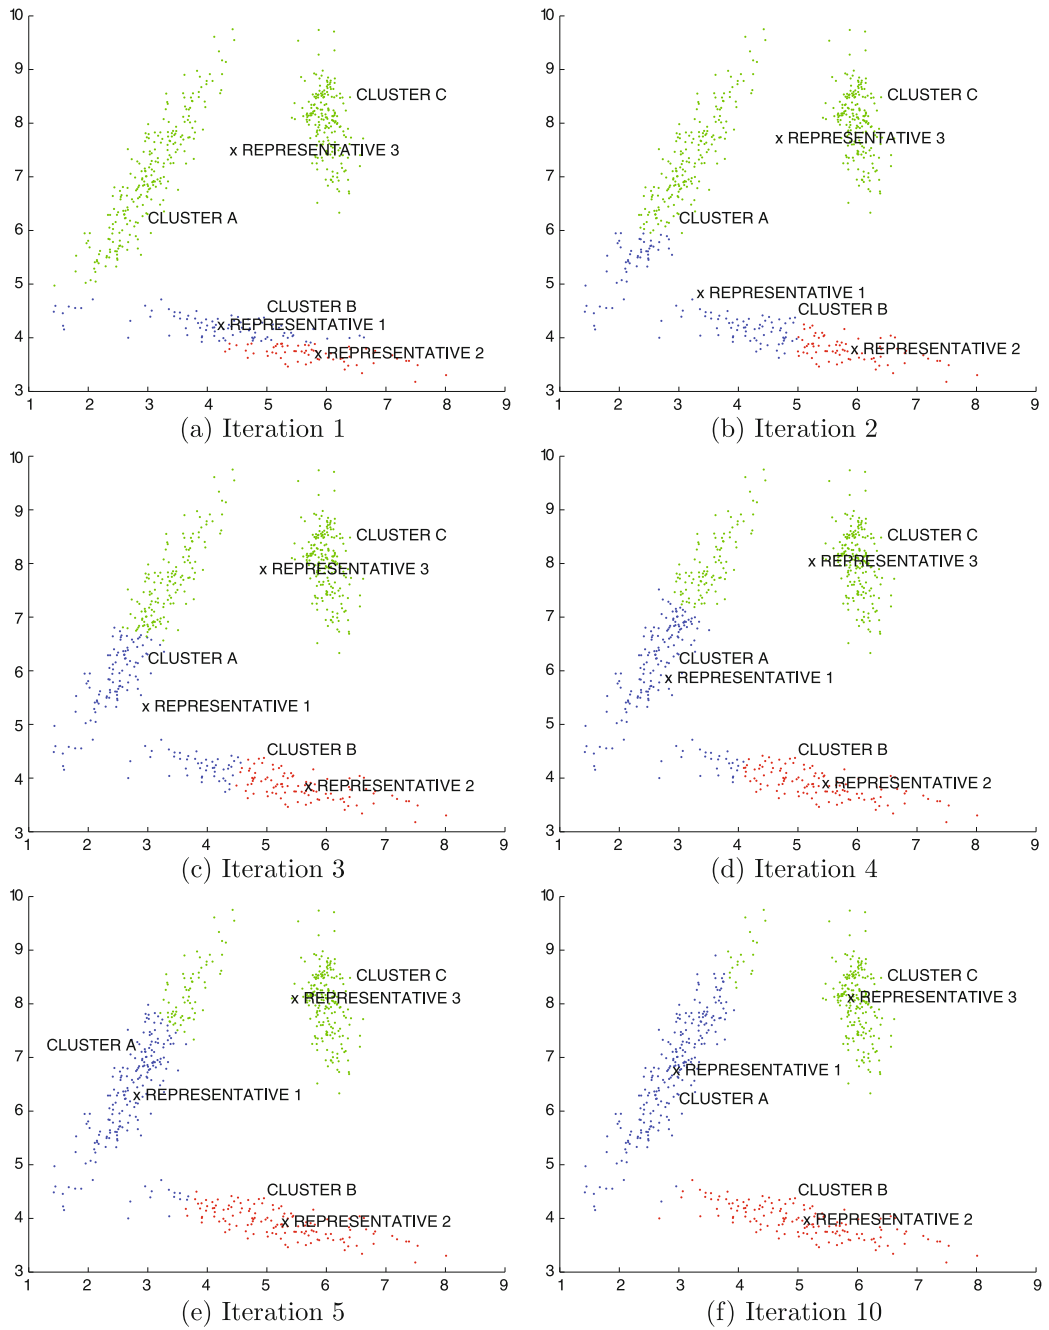 10
9
8
7
6
5
4
3
CLUSTER C
x REPRESENTATIVE 3
CLUSTER A
CLUSTER B
x REPRESENTATIVE 1
x REPRESENTATIVE 2
1 2 3 4 5 6 7 8 9
(a) Iteration 1
10
9
8
7
6
5
4
3
CLUSTER C
x REPRESENTATIVE 3
CLUSTER A
x REPRESENTATIVE 1
CLUSTER B
x REPRESENTATIVE 2
1 2 3 4 5 6 7 8 9
(b) Iteration 2
10
9
8
7
6
5
4
3
CLUSTER C
x REPRESENTATIVE 3
CLUSTER A
x REPRESENTATIVE 1
CLUSTER B
x REPRESENTATIVE 2
1 2 3 4 5 6 7 8 9
(c) Iteration 3
10
9
8
7
6
5
4
3
CLUSTER C
x REPRESENTATIVE 3
CLUSTER A
x REPRESENTATIVE 1
CLUSTER B
x REPRESENTATIVE 2
1 2 3 4 5 6 7 8 9
(d) Iteration 4
10
9
8
7
6
5
4
3
CLUSTER C
x REPRESENTATIVE 3
CLUSTER A
x REPRESENTATIVE 1
CLUSTER B
x REPRESENTATIVE 2
1 2 3 4 5 6 7 8 9
(e) Iteration 5
10
9
8
7
6
5
4
3
CLUSTER C
x REPRESENTATIVE 3
x REPRESENTATIVE 1
CLUSTER A
CLUSTER B
x REPRESENTATIVE 2
1 2 3 4 5 6 7 8 9
(f) Iteration 10